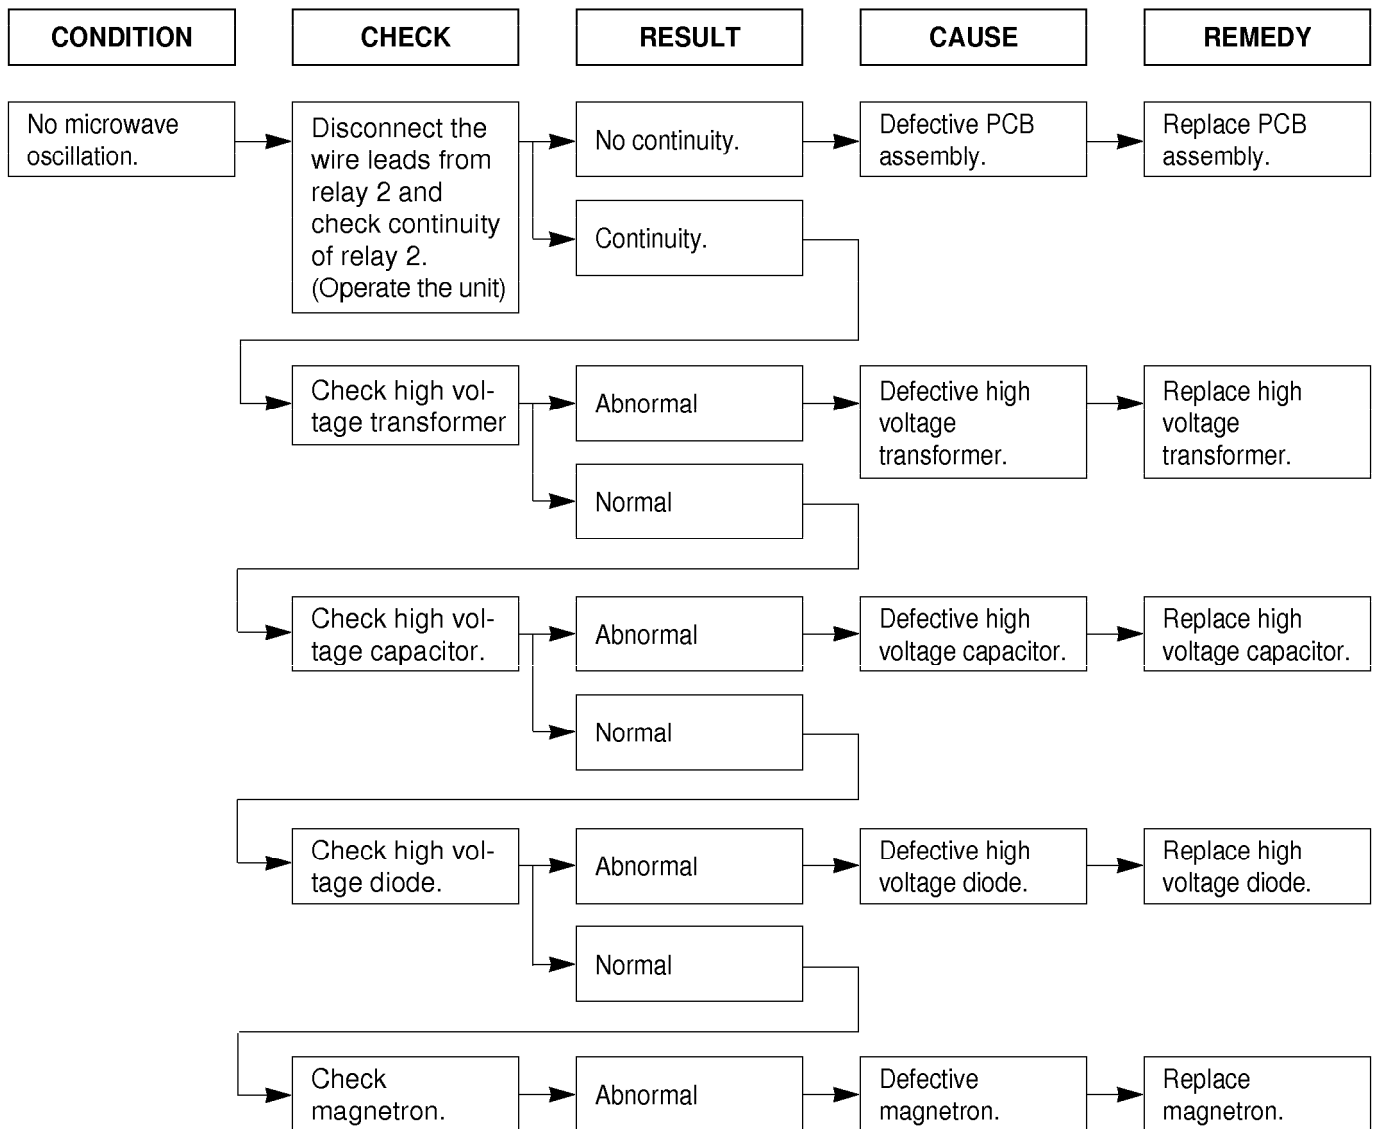 CONDITION
CHECK
RESULT
CAUSE
REMEDY
No microwave
oscillation.
Disconnect the
wire leads from
relay 2 and
check continuity
of relay 2.
(Operate the unit)
No continuity.
Defective PCB
assembly.
Replace PCB
assembly.
Continuity.
Check high vol-
tage transformer
Abnormal
Defective high
voltage
transformer.
Replace high
voltage
transformer.
Normal
Check high vol-
tage capacitor.
Abnormal
Defective high
voltage capacitor.
Replace high
voltage capacitor.
Normal
Check high vol-
tage diode.
Abnormal
Defective high
voltage diode.
Replace high
voltage diode.
Normal
Check
magnetron.
Abnormal
Defective
magnetron.
Replace
magnetron.